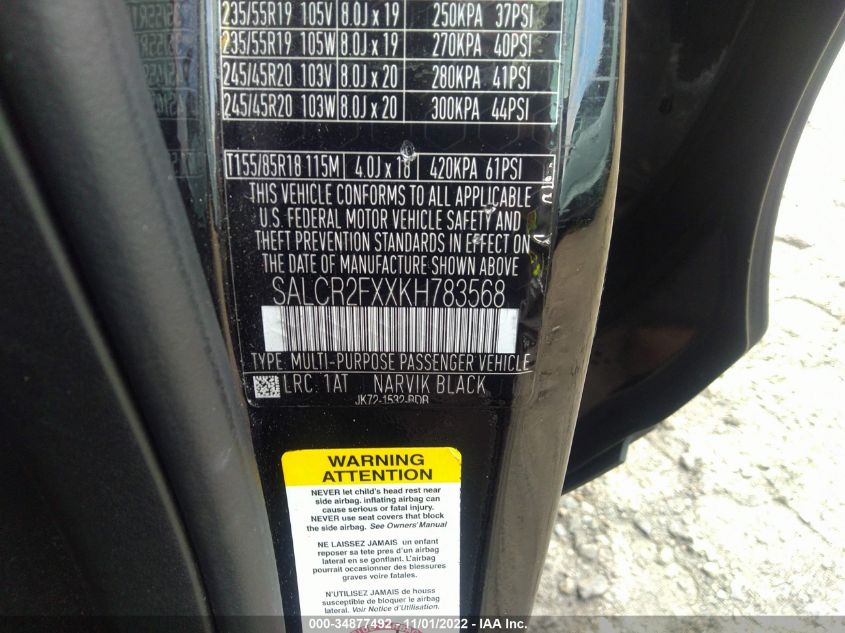 235/55R19 105V 8.0J x 19 250KPA 37PSI
235/55R19 105W 8.0J x 19 270KPA 40PSI
245/45R20 103V 8.0J x 20 280KPA 41PSI
245/45R20 103W 8.0J x 20 300KPA 44PSI
T155/85R18 115M 4.0J x 18 420KPA 61PSI
THIS VEHICLE CONFORMS TO ALL APPLICABLE
U.S. FEDERAL MOTOR VEHICLE SAFETY AND
THEFT PREVENTION STANDARDS IN EFFECT ON
THE DATE OF MANUFACTURE SHOWN ABOVE
SALCR2FXXKH783568
TYPE: MULTI-PURPOSE PASSENGER VEHICLE
LRC: 1AT NARVIK BLACK
JK72-1532-BDB
WARNING
ATTENTION
NEVER let child's head rest near
side airbag. inflating airbag can
cause serious or fatal injury.
NEVER use seat covers that block
the side airbag. See Owners' Manual
NE LAISSEZ JAMAIS un enfant
reposer sa tete pres d'un airbag
lateral en se gonflant. L'airbag
pourrait occasionner des blessures
graves voire fatales.
N'UTILISEZ JAMAIS de houss
susceptible de bloquer le airbag
lateral. Voir Notice d'Utilisation.
000-34877492 - 11/01/2022 - IAA Inc.